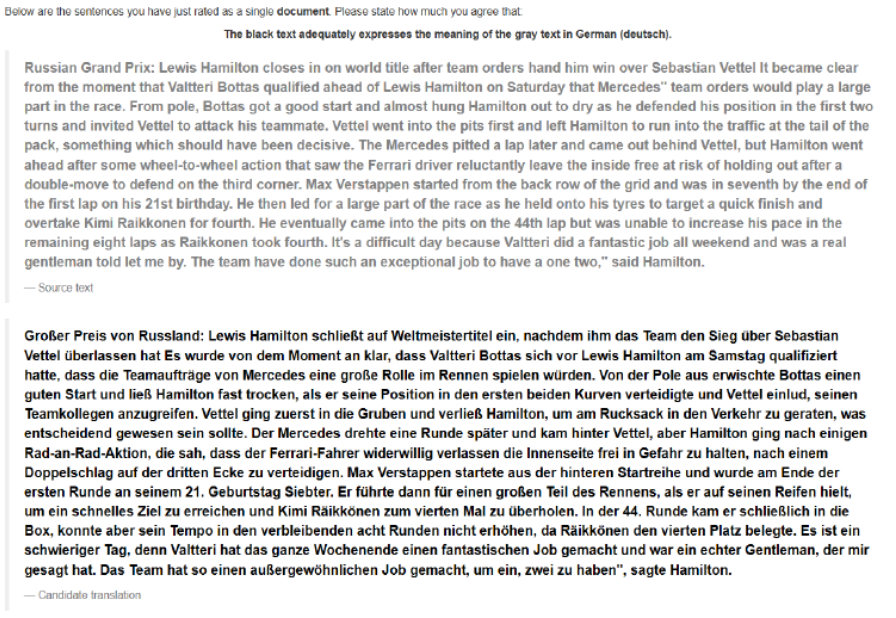 Below are the sentences you have just rated as a single document. Please state how much you agree that:
The black text adequately expresses the meaning of the gray text in German (deutsch).
Russian Grand Prix: Lewis Hamilton closes in on world title after team orders hand him win over Sebastian Vettel It became clear
from the moment that Valtteri Bottas qualified ahead of Lewis Hamilton on Saturday that Mercedes" team orders would play a large
part in the race. From pole, Bottas got a good start and almost hung Hamilton out to dry as he defended his position in the first two
turns and invited Vettel to attack his teammate. Vettel went into the pits first and left Hamilton to run into the traffic at the tail of the
pack, something which should have been decisive. The Mercedes pitted a lap later and came out behind Vettel, but Hamilton went
ahead after some wheel-to-wheel action that saw the Ferrari driver reluctantly leave the inside free at risk of holding out after a
double-move to defend on the third corner. Max Verstappen started from the back row of the grid and was in seventh by the end of
the first lap on his 21st birthday. He then led for a large part of the race as he held onto his tyres to target a quick finish and
overtake Kimi Raikkonen for fourth. He eventually came into the pits on the 44th lap but was unable to increase his pace in the
remaining eight laps as Raikkonen took fourth. It's a difficult day because Valtteri did a fantastic job all weekend and was a real
gentleman told let me by. The team have done such an exceptional job to have a one two," said Hamilton.
— Source text
Großer Preis von Russland: Lewis Hamilton schließt auf Weltmeistertitel ein, nachdem ihm das Team den Sieg über Sebastian
Vettel überlassen hat Es wurde von dem Moment an klar, dass Valtteri Bottas sich vor Lewis Hamilton am Samstag qualifiziert
hatte, dass die Teamaufträge von Mercedes eine große Rolle im Rennen spielen würden. Von der Pole aus erwischte Bottas einen
guten Start und ließ Hamilton fast trocken, als er seine Position in den ersten beiden Kurven verteidigte und Vettel einlud, seinen
Teamkollegen anzugreifen. Vettel ging zuerst in die Gruben und verließ Hamilton, um am Rucksack in den Verkehr zu geraten, was
entscheidend gewesen sein sollte. Der Mercedes drehte eine Runde später und kam hinter Vettel, aber Hamilton ging nach einigen
Rad-an-Rad-Aktion, die sah, dass der Ferrari-Fahrer widerwillig verlassen die Innenseite frei in Gefahr zu halten, nach einem
Doppelschlag auf der dritten Ecke zu verteidigen. Max Verstappen startete aus der hinteren Startreihe und wurde am Ende der
ersten Runde an seinem 21. Geburtstag Siebter. Er führte dann für einen großen Teil des Rennens, als er auf seinen Reifen hielt,
um ein schnelles Ziel zu erreichen und Kimi Räikkönen zum vierten Mal zu überholen. In der 44. Runde kam er schließlich in die
Box, konnte aber sein Tempo in den verbleibenden acht Runden nicht erhöhen, da Räikkönen den vierten Platz belegte. Es ist ein
schwieriger Tag, denn Valtteri hat das ganze Wochenende einen fantastischen Job gemacht und war ein echter Gentleman, der mir
gesagt hat. Das Team hat so einen außergewöhnlichen Job gemacht, um ein, zwei zu haben", sagte Hamilton.
— Candidate translation